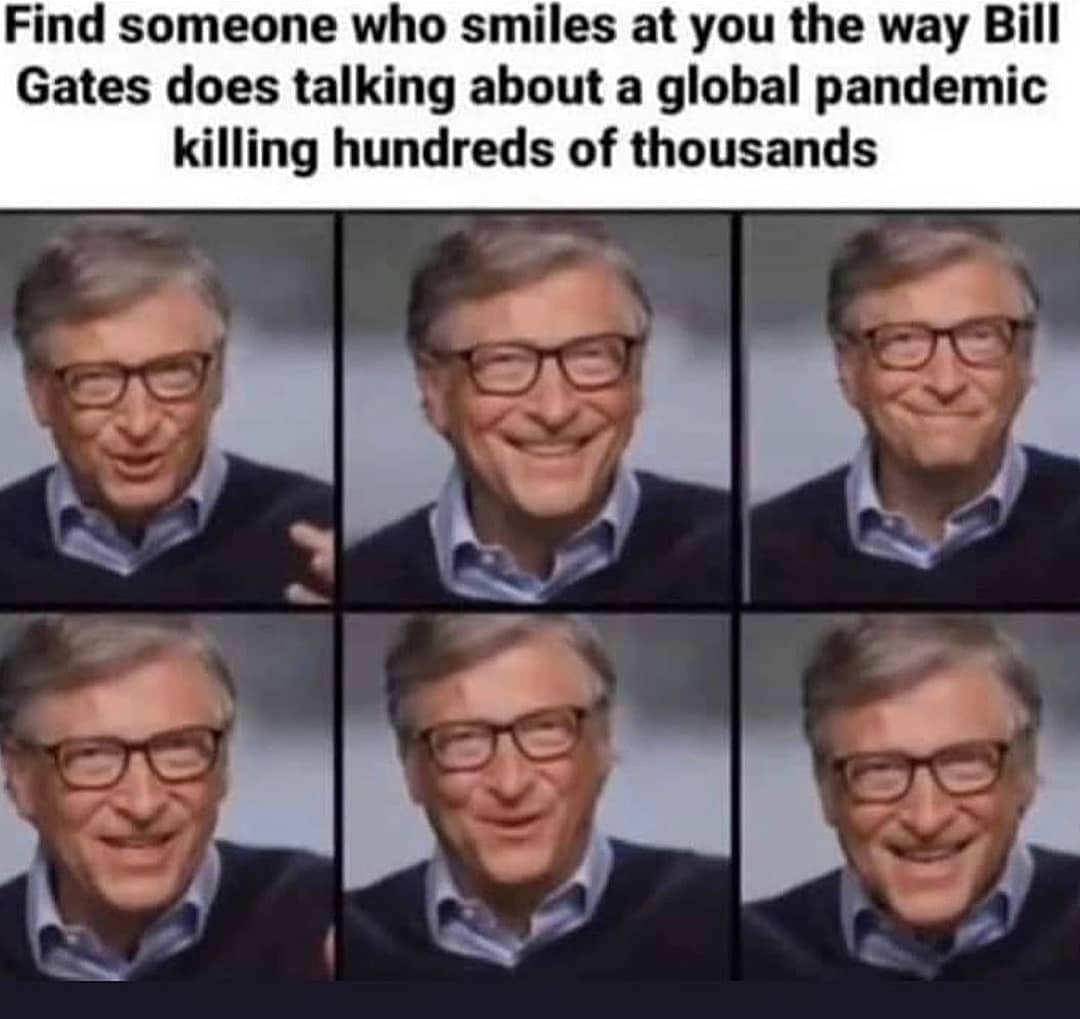 Find someone who smiles at you the way Bill
Gates does talking about a global pandemic
killing hundreds of thousands